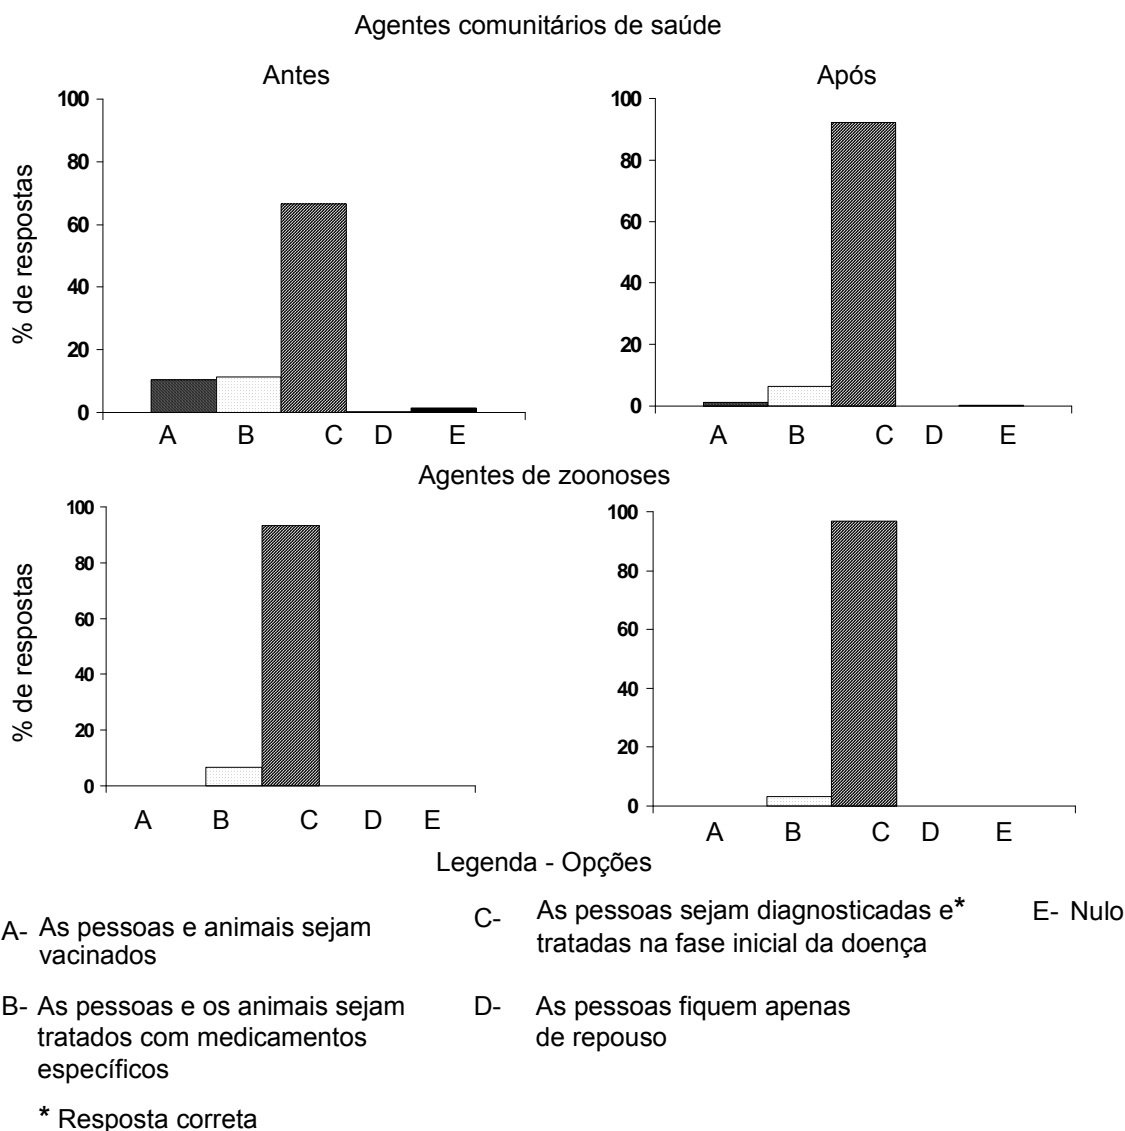 Agentes comunitários de saúde
Antes
Após
% de respostas
100
80
60
40
20
0
A B C D E
100
80
60
40
20
0
A B C D E
Agentes de zoonoses
% de respostas
100
80
60
40
20
0
A B C D E
100
80
60
40
20
0
A B C D E
Legenda - Opções
A- As pessoas e animais sejam
vacinados
B- As pessoas e os animais sejam
tratados com medicamentos
específicos
C- As pessoas sejam diagnosticadas e*
tratadas na fase inicial da doença
D- As pessoas fiquem apenas
de repouso
E- Nulo
* Resposta correta